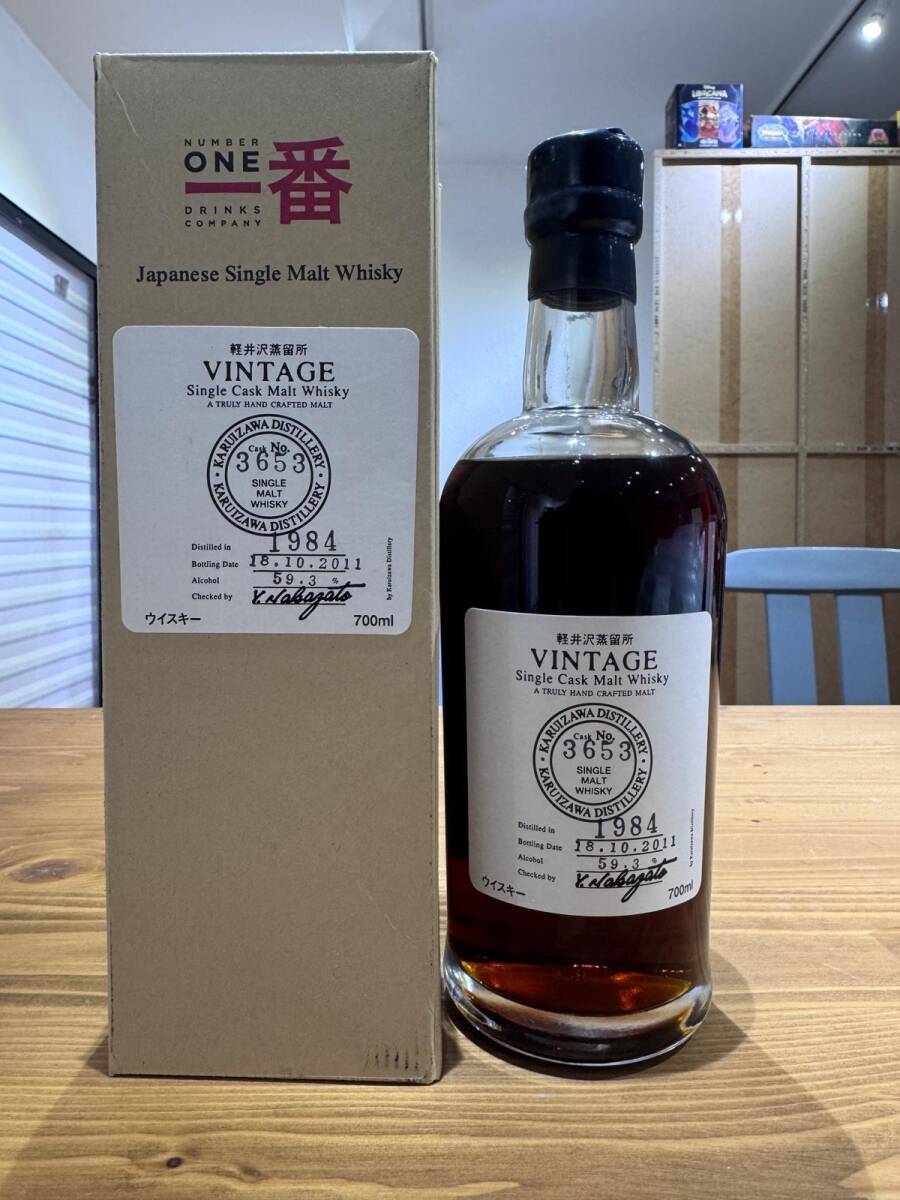 NUMBER
ONE
一番
DRINKS
COMPANY
Japanese Single Malt Whisky
軽井沢蒸留所
VINTAGE
Single Cask Malt Whisky
A TRULY HAND CRAFTED MALT
KARUIZAWA DISTILLERY
Cask No.
3653
SINGLE
MALT
WHISKY
KARUIZAWA DISTILLERY
Distilled in 1984
Bottling Date 18.10.2011
Alcohol 59.3 %
Checked by Y. Nakazato
by Karuizawa Distillery
ウイスキー 700ml
軽井沢蒸留所
VINTAGE
Single Cask Malt Whisky
A TRULY HAND CRAFTED MALT
KARUIZAWA DISTILLERY
Cask No.
3653
SINGLE
MALT
WHISKY
KARUIZAWA DISTILLERY
Distilled in 1984
Bottling Date 18.10.2011
Alcohol 59.3 %
Checked by Y. Nakazato
by Karuizawa Distillery
ウイスキー 700ml
Disney
LORCANA